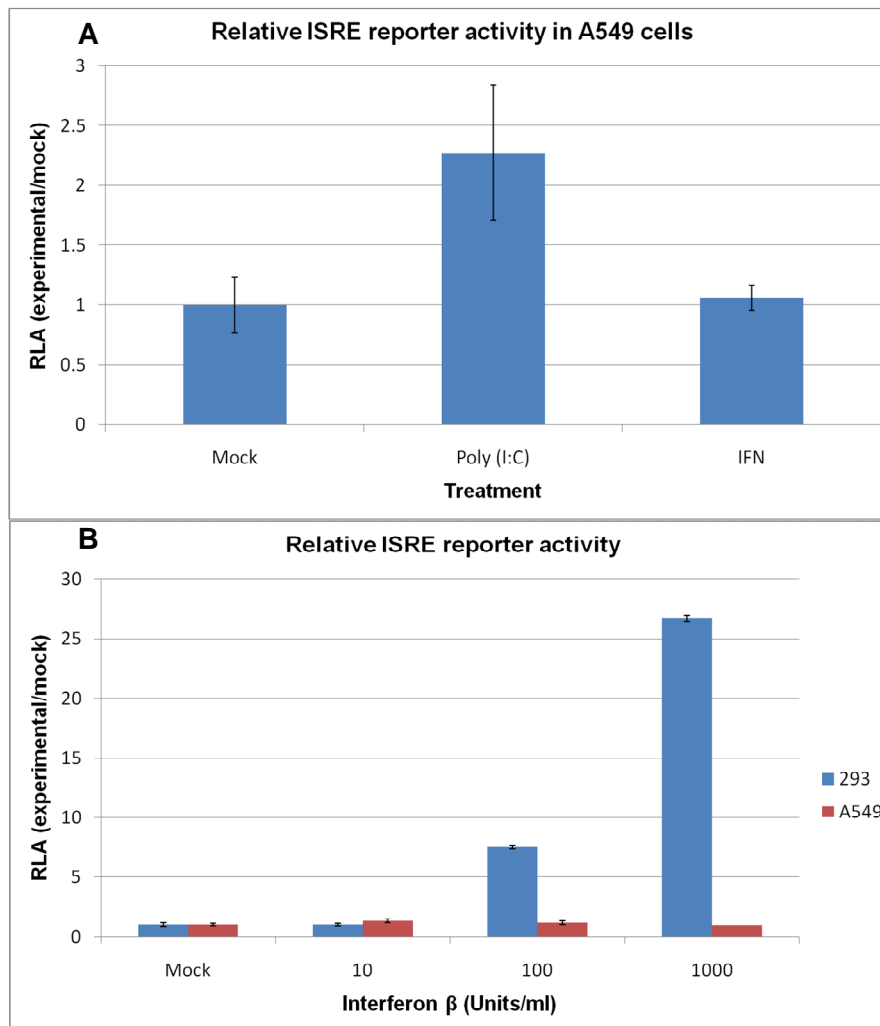 A
Relative ISRE reporter activity in A549 cells
RLA (experimental/mock)
3
2.5
2
1.5
1
0.5
0
Mock
Poly (I:C)
IFN
Treatment
B
Relative ISRE reporter activity
RLA (experimental/mock)
30
25
20
15
10
5
0
Mock
10
100
1000
Interferon β (Units/ml)
293
A549